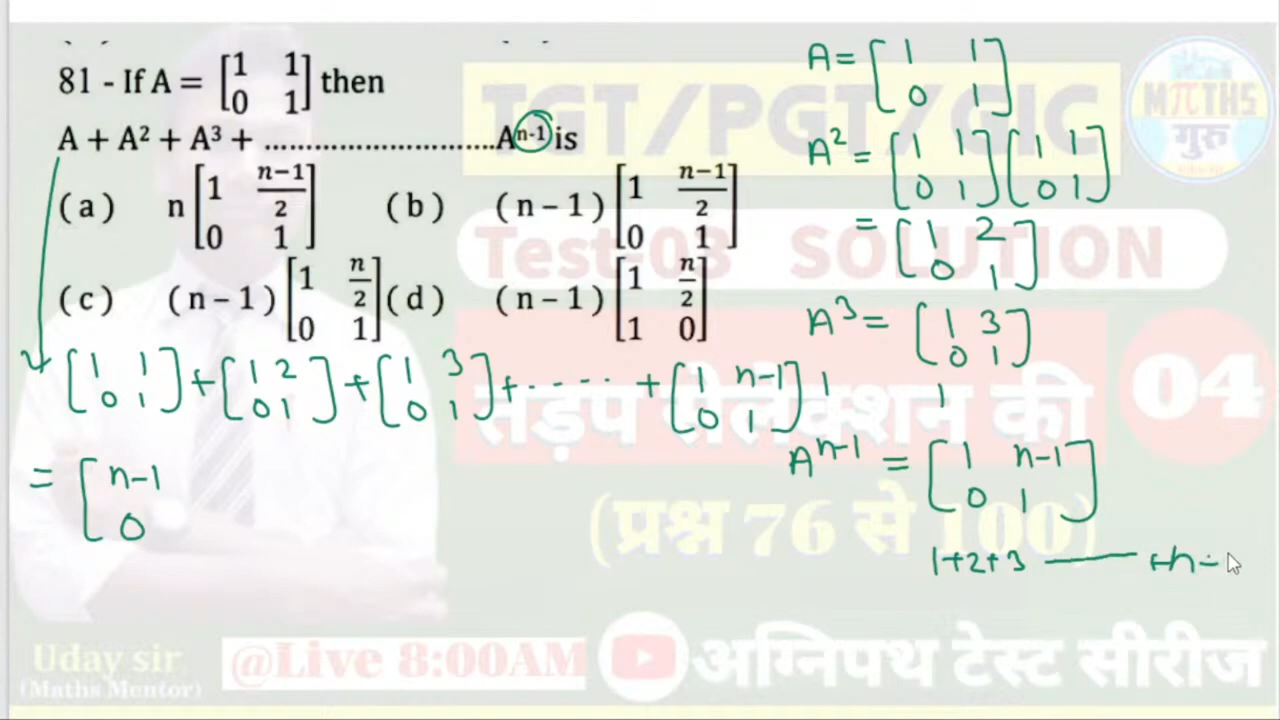 81 - If A = [1 1 0 1] then
A + A² + A³ + ...........................Aⁿ⁻¹ is
(a) n[1 n−1/2 0 1] (b) (n−1)[1 n−1/2 0 1]
(c) (n−1)[1 n/2 0 1] (d) (n−1)[1 n/2 1 0]
[1 1 0 1] + [1 2 0 1] + [1 3 0 1] + ..... + [1 n-1 0 1]
= [n-1 0
A = [1 1 0 1]
A² = [1 1 0 1][1 1 0 1]
= [1 2 0 1]
A³ = [1 3 0 1]
Aⁿ⁻¹ = [1 n-1 0 1]
1+2+3 —— +n-
TGT/PGT/GIC
MπTHS
गुरु
Test-03 SOLUTION
तड़प सेलेक्शन की
04
(प्रश्न 76 से 100)
Uday sir
(Maths Mentor)
@Live 8:00AM
अग्निपथ टेस्ट सीरीज